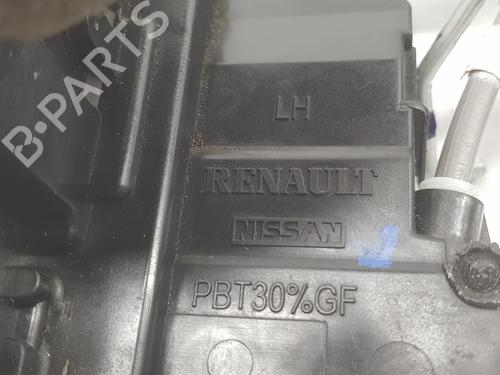 B-PARTS
LH
RENAULT
NISSAN
PBT30%GF